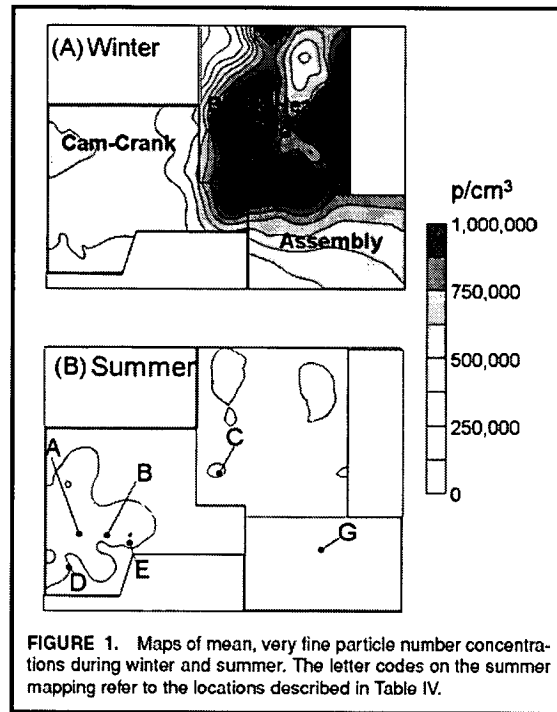 (A) Winter
Cam-Crank
Assembly
p/cm³
1,000,000
750,000
500,000
250,000
0
(B) Summer
A
B
C
D
E
G
FIGURE 1. Maps of mean, very fine particle number concentra-
tions during winter and summer. The letter codes on the summer
mapping refer to the locations described in Table IV.